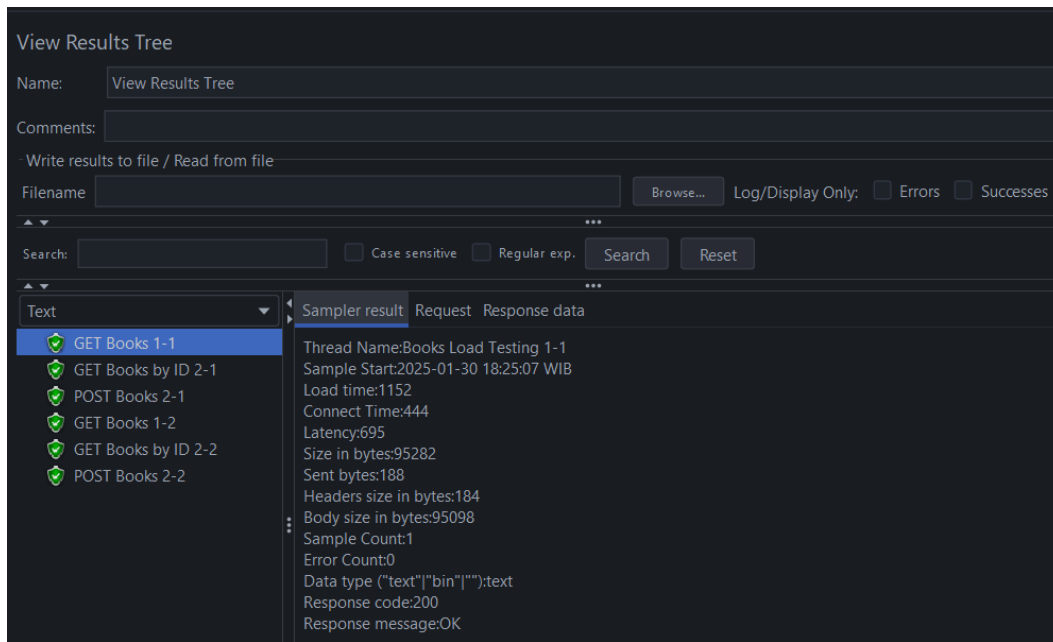 View Results Tree
Name: View Results Tree
Comments:
Write results to file / Read from file
Filename Browse... Log/Display Only: Errors Successes
Search: Case sensitive Regular exp. Search Reset
Text
GET Books 1-1
GET Books by ID 2-1
POST Books 2-1
GET Books 1-2
GET Books by ID 2-2
POST Books 2-2
Sampler result Request Response data
Thread Name:Books Load Testing 1-1
Sample Start:2025-01-30 18:25:07 WIB
Load time:1152
Connect Time:444
Latency:695
Size in bytes:95282
Sent bytes:188
Headers size in bytes:184
Body size in bytes:95098
Sample Count:1
Error Count:0
Data type ("text"|"bin"|""):text
Response code:200
Response message:OK